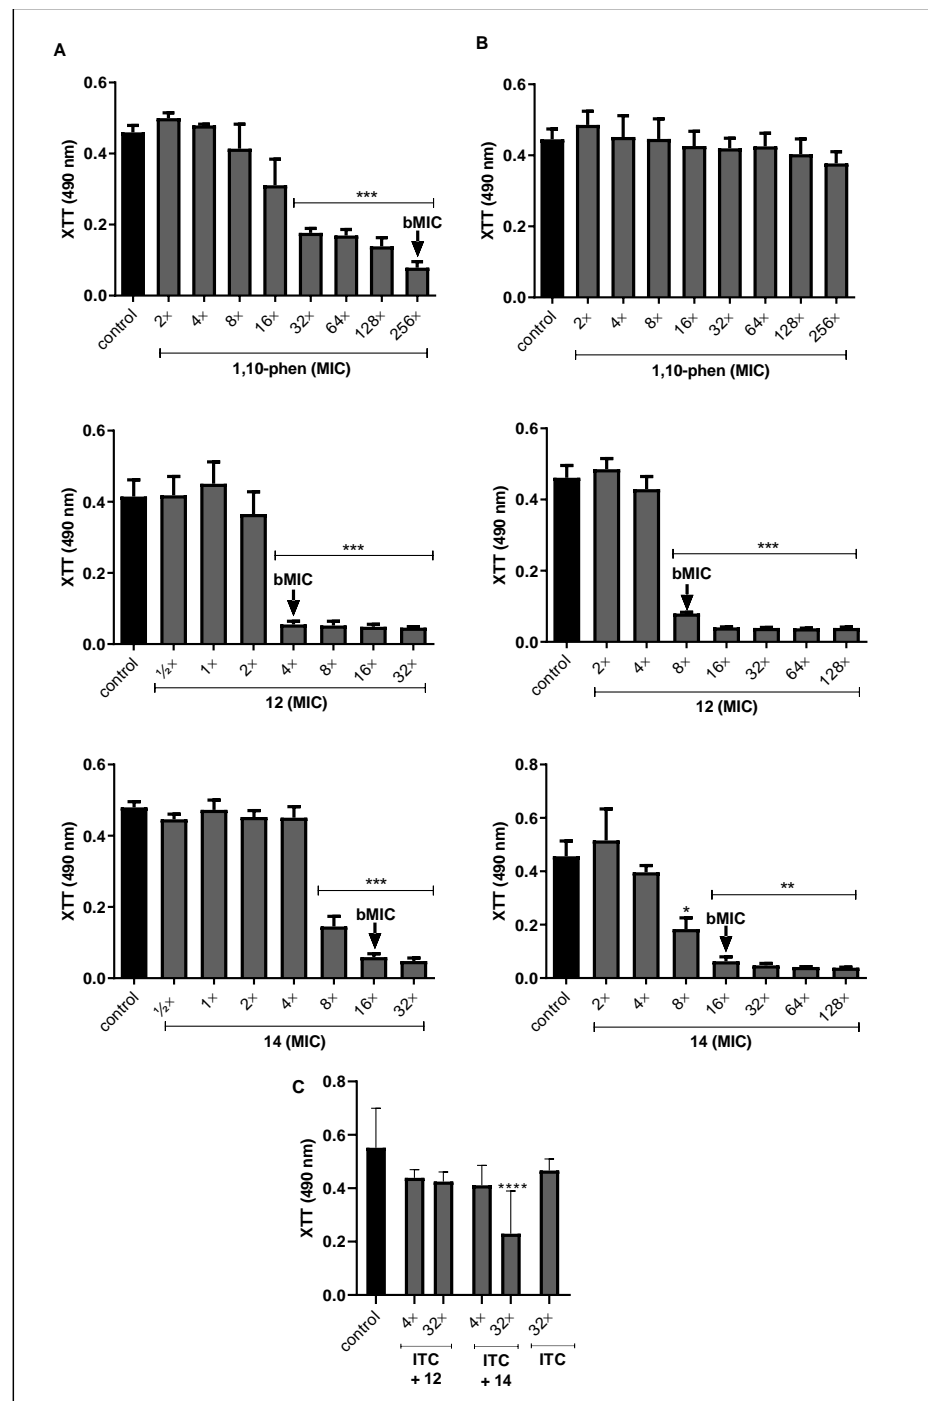 A
0.6
0.4
0.2
0.0
XTT (490 nm)
***
bMIC
control
2×
4×
8×
16×
32×
64×
128×
256×
1,10-phen (MIC)
B
0.6
0.4
0.2
0.0
XTT (490 nm)
control
2×
4×
8×
16×
32×
64×
128×
256×
1,10-phen (MIC)
0.6
0.4
0.2
0.0
XTT (490 nm)
***
bMIC
control
½×
1×
2×
4×
8×
16×
32×
12 (MIC)
0.6
0.4
0.2
0.0
XTT (490 nm)
***
bMIC
control
2×
4×
8×
16×
32×
64×
128×
12 (MIC)
0.6
0.4
0.2
0.0
XTT (490 nm)
***
bMIC
control
½×
1×
2×
4×
8×
16×
32×
14 (MIC)
0.8
0.6
0.4
0.2
0.0
XTT (490 nm)
*
**
bMIC
control
2×
4×
8×
16×
32×
64×
128×
14 (MIC)
C
0.8
0.6
0.4
0.2
0.0
XTT (490 nm)
****
control
4×
32×
4×
32×
32×
ITC
+ 12
ITC
+ 14
ITC